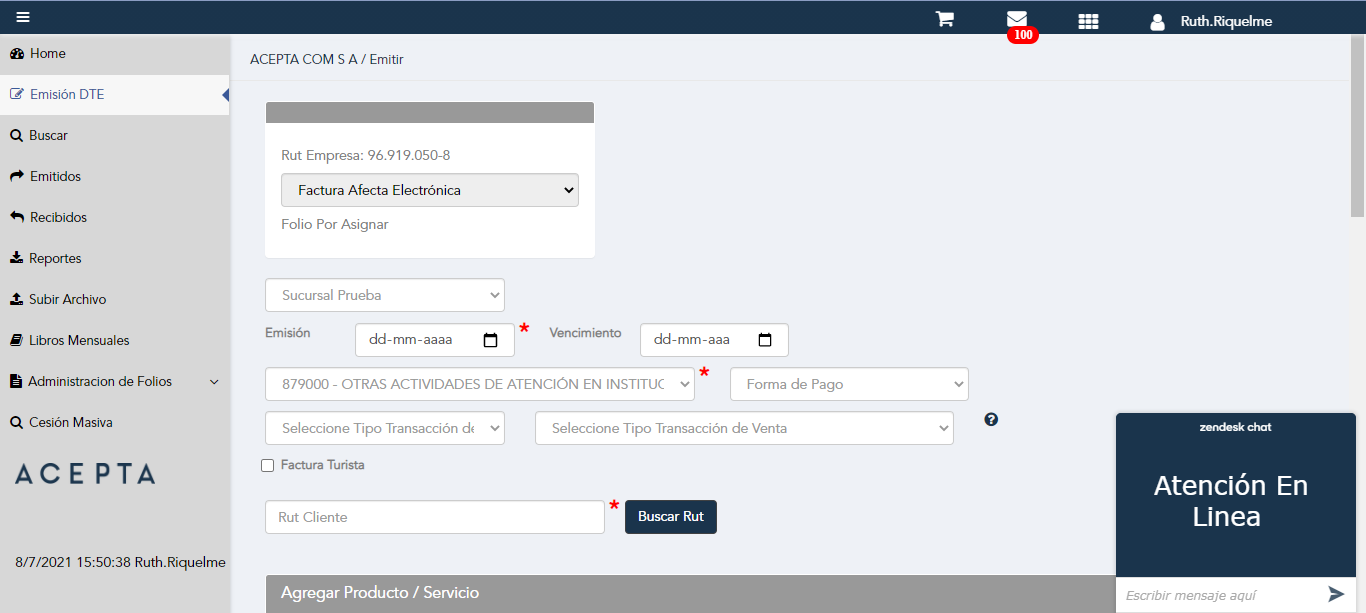 Ruth.Riquelme
100
Home
Emisión DTE
Buscar
Emitidos
Recibidos
Reportes
Subir Archivo
Libros Mensuales
Administracion de Folios
Cesión Masiva
ACEPTA
8/7/2021 15:50:38 Ruth.Riquelme
ACEPTA COM S A / Emitir
Rut Empresa: 96.919.050-8
Factura Afecta Electrónica
Folio Por Asignar
Sucursal Prueba
Emisión dd-mm-aaaa * Vencimiento dd-mm-aaa
879000 - OTRAS ACTIVIDADES DE ATENCIÓN EN INSTITUC * Forma de Pago
Seleccione Tipo Transacción de Seleccione Tipo Transacción de Venta ?
Factura Turista
Rut Cliente * Buscar Rut
Agregar Producto / Servicio
zendesk chat
Atención En
Linea
Escribir mensaje aquí